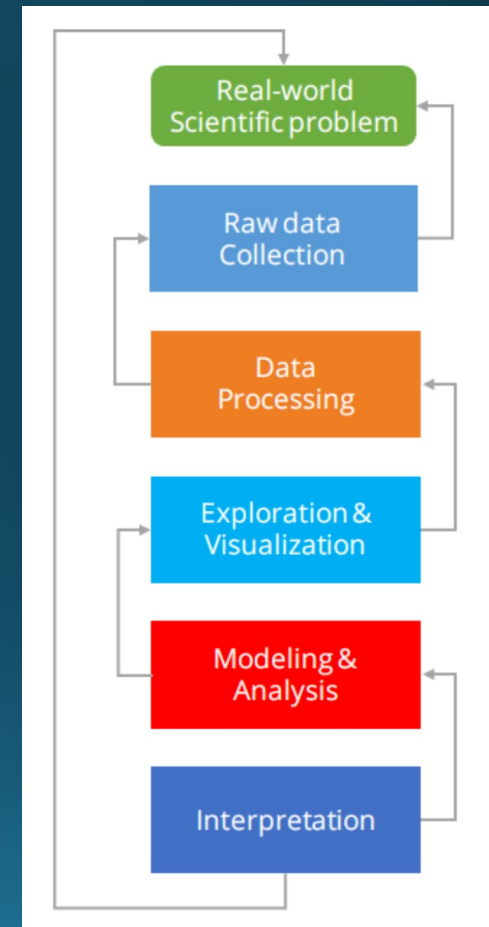 Real-world
Scientific problem
Raw data
Collection
Data
Processing
Exploration &
Visualization
Modeling &
Analysis
Interpretation